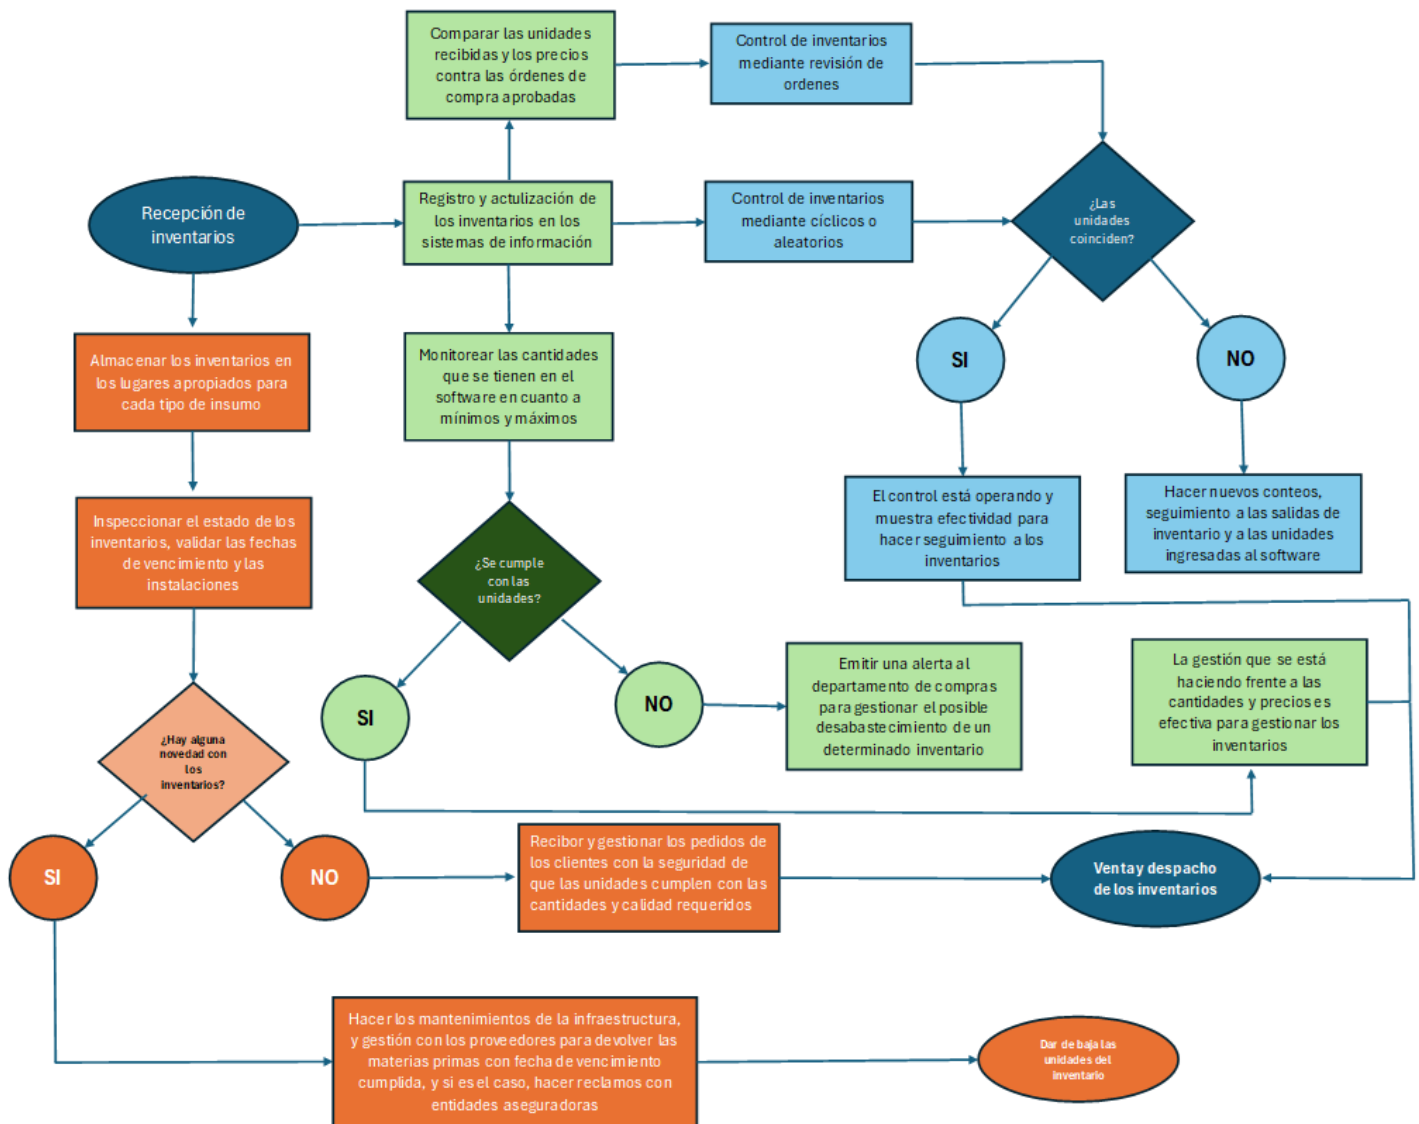 Comparar las unidades
recibidas y los precios
contra las órdenes de
compra aprobadas
Control de inventarios
mediante revisión de
ordenes
Recepción de
inventarios
Registro y actulización de
los inventarios en los
sistemas de información
Control de inventarios
mediante cíclicos o
aleatorios
¿Las
unidades
coinciden?
Almacenar los inventarios en
los lugares apropiados para
cada tipo de insumo
Monitorear las cantidades
que se tienen en el
software en cuanto a
mínimos y máximos
SI
NO
Inspeccionar el estado de los
inventarios, validar las fechas
de vencimiento y las
instalaciones
¿Se cumple
con las
unidades?
El control está operando y
muestra efectividad para
hacer seguimiento a los
inventarios
Hacer nuevos conteos,
seguimiento a las salidas de
inventario y a las unidades
ingresadas al software
SI
NO
Emitir una alerta al
departamento de compras
para gestionar el posible
desabastecimiento de un
determinado inventario
La gestión que se está
haciendo frente a las
cantidades y precios es
efectiva para gestionar los
inventarios
¿Hay alguna
novedad con
los
inventarios?
SI
NO
Recibor y gestionar los pedidos de
los clientes con la seguridad de
que las unidades cumplen con las
cantidades y calidad requeridos
Venta y despacho
de los inventarios
Hacer los mantenimientos de la infraestructura,
y gestión con los proveedores para devolver las
materias primas con fecha de vencimiento
cumplida, y si es el caso, hacer reclamos con
entidades aseguradoras
Dar de baja las
unidades del
inventario